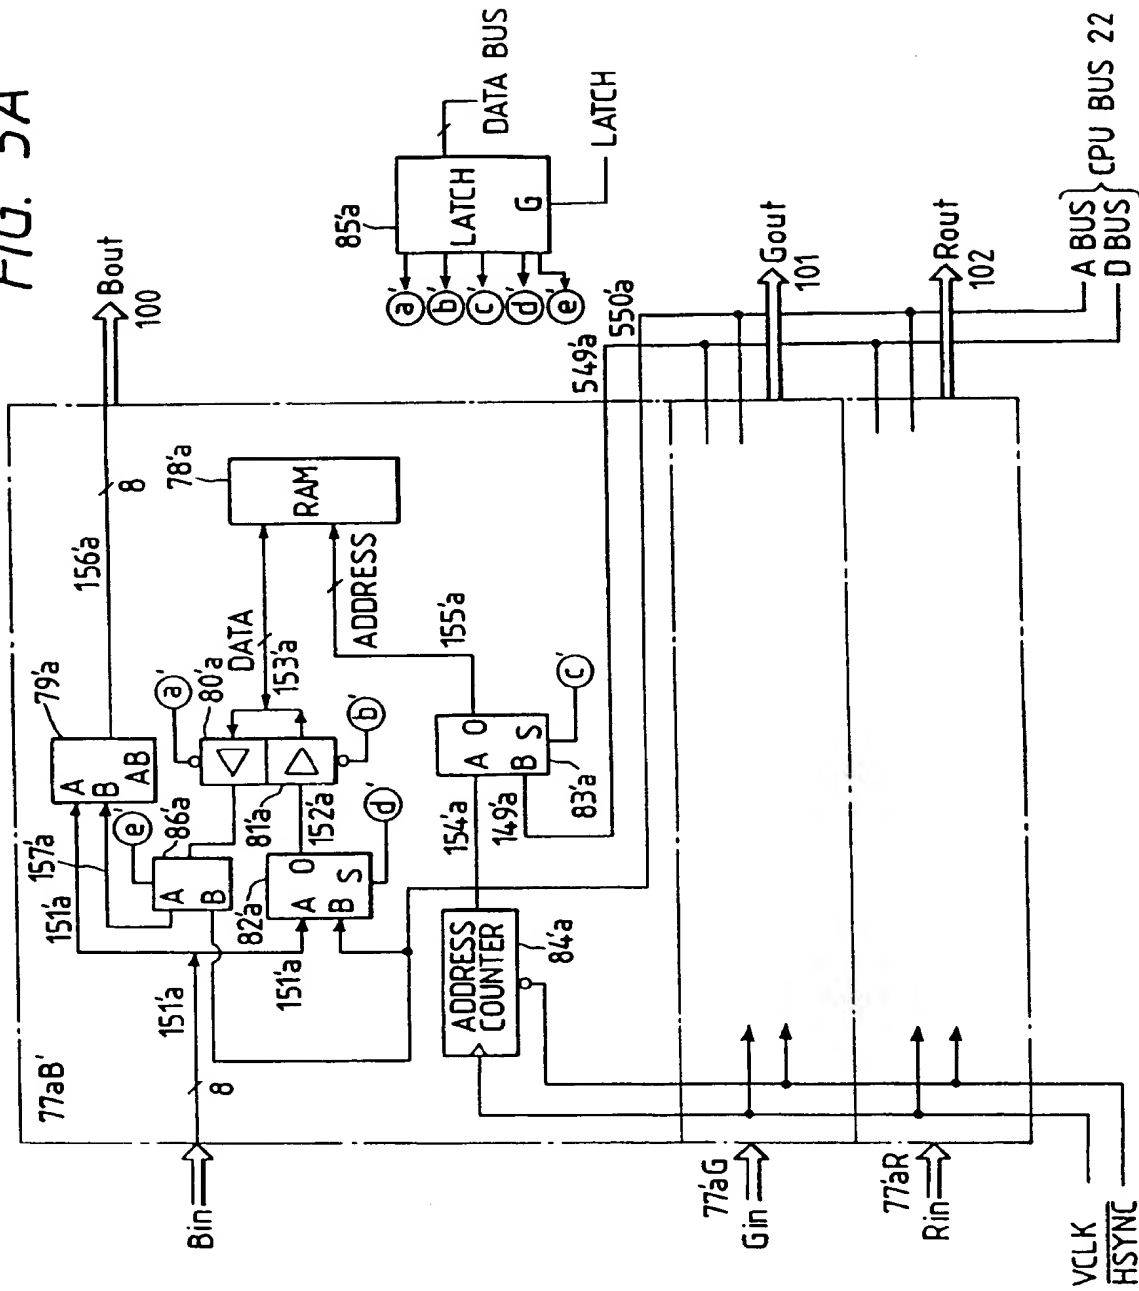 FIG. 5A
77aB'
Bin
8
151'a
151'a
157'a
e'
86'a
A
B
79'a
A
B
AB
156'a
8
Bout
100
a'
80'a
81'a
b'
152'a
DATA
153'a
78'a
RAM
ADDRESS
151'a
82'a
A
B
O
S
d'
155'a
154'a
149'a
A
B
O
S
c'
83'a
ADDRESS
COUNTER
84'a
85'a
LATCH
G
DATA BUS
LATCH
a'
b'
c'
d'
e'
549'a
550'a
77'aG
Gin
Gout
101
77'aR
Rin
Rout
102
A BUS
D BUS
CPU BUS 22
VCLK
HSYNC